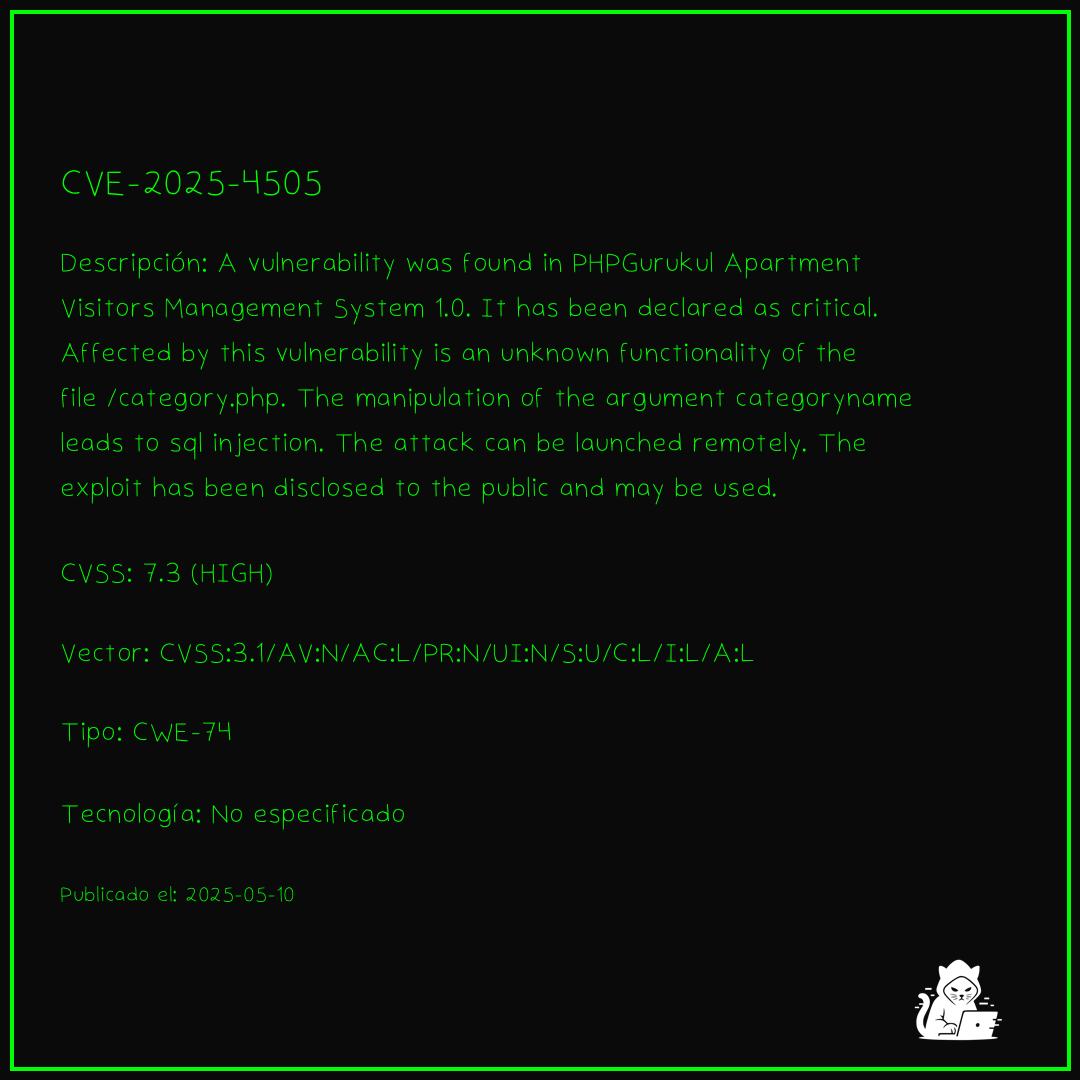 CVE-2025-4505
Descripción: A vulnerability was found in PHPGurukul Apartment
Visitors Management System 1.0. It has been declared as critical.
Affected by this vulnerability is an unknown functionality of the
file /category.php. The manipulation of the argument categoryname
leads to sql injection. The attack can be launched remotely. The
exploit has been disclosed to the public and may be used.
CVSS: 7.3 (HIGH)
Vector: CVSS:3.1/AV:N/AC:L/PR:N/UI:N/S:U/C:L/I:L/A:L
Tipo: CWE-74
Tecnología: No especificado
Publicado el: 2025-05-10